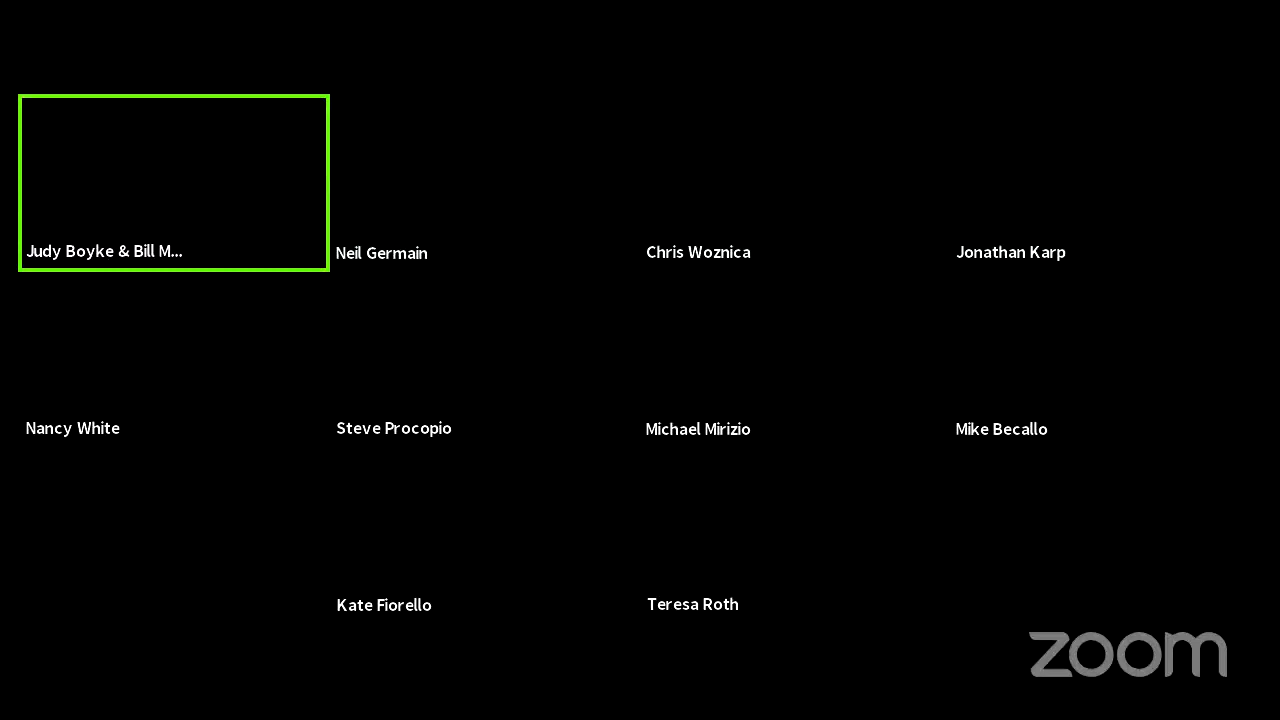 Judy Boyke & Bill M...
Neil Germain
Chris Woznica
Jonathan Karp
Nancy White
Steve Procopio
Michael Mirizio
Mike Becallo
Kate Fiorello
Teresa Roth
zoom